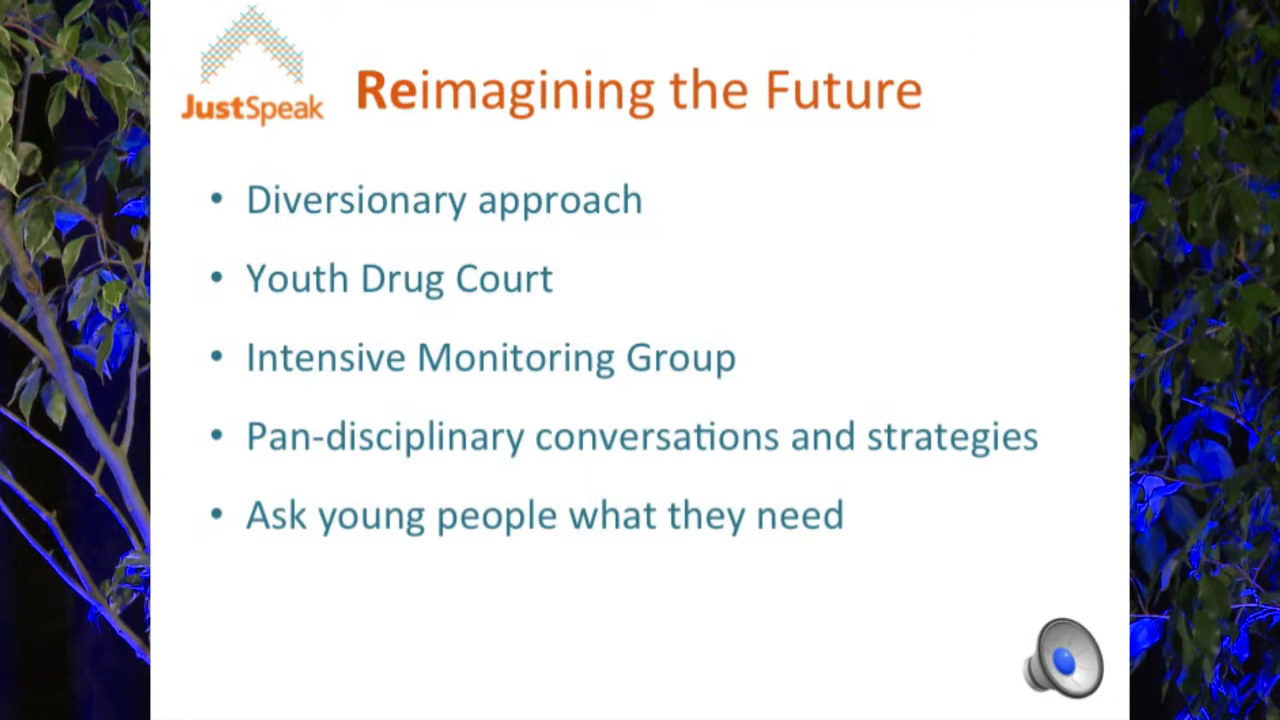 JustSpeak
Reimagining the Future
• Diversionary approach
• Youth Drug Court
• Intensive Monitoring Group
• Pan-disciplinary conversations and strategies
• Ask young people what they need